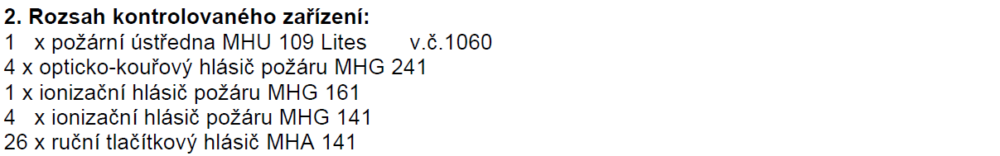 2. Rozsah kontrolovaného zařízení:
1 x požární ústředna MHU 109 Lites v.č.1060
4 x opticko-kouřový hlásič požáru MHG 241
1 x ionizační hlásič požáru MHG 161
4 x ionizační hlásič požáru MHG 141
26 x ruční tlačítkový hlásič MHA 141